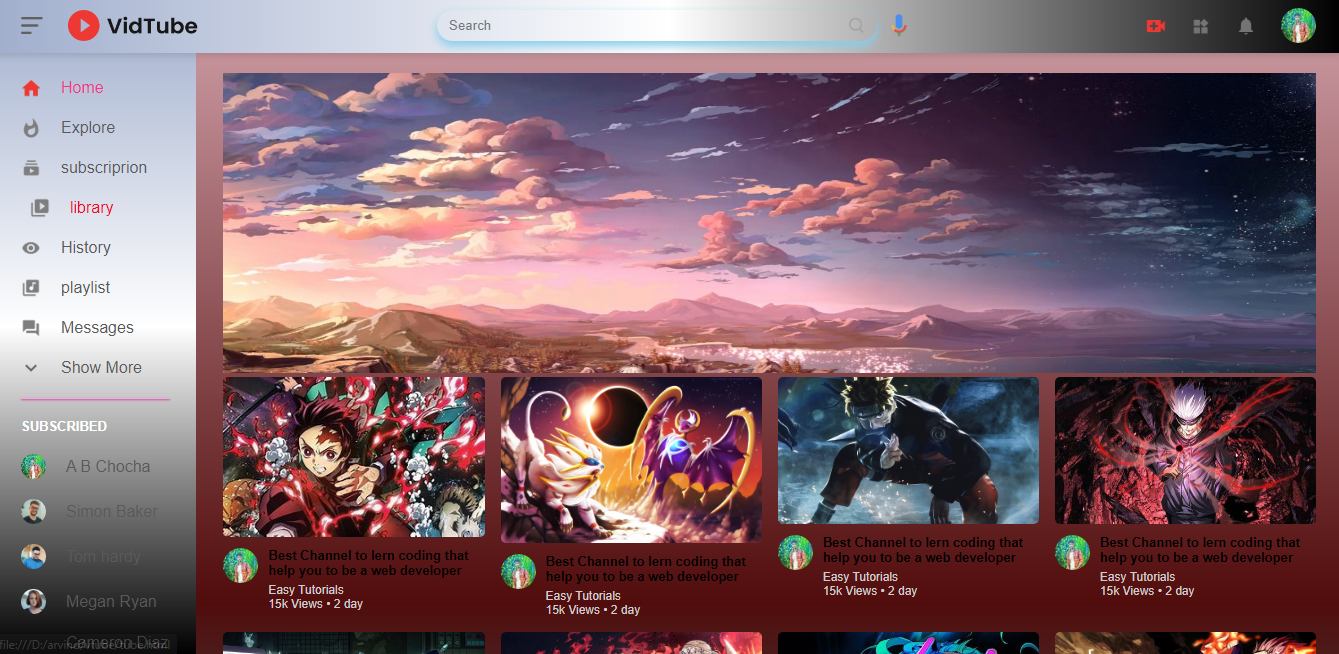 VidTube
Search
Home
Explore
subscriprion
library
History
playlist
Messages
Show More
SUBSCRIBED
A B Chocha
Simon Baker
Tom hardy
Megan Ryan
Cameron Diaz
Best Channel to lern coding that
help you to be a web developer
Easy Tutorials
15k Views • 2 day
Best Channel to lern coding that
help you to be a web developer
Easy Tutorials
15k Views • 2 day
Best Channel to lern coding that
help you to be a web developer
Easy Tutorials
15k Views • 2 day
Best Channel to lern coding that
help you to be a web developer
Easy Tutorials
15k Views • 2 day